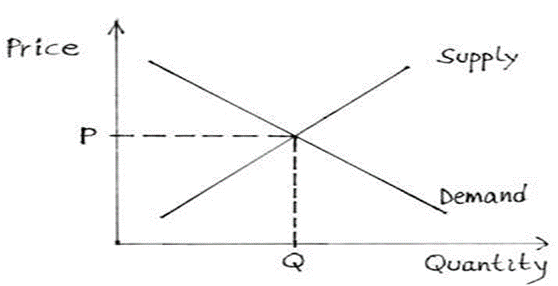 Price
Supply
P
Demand
Q
Quantity